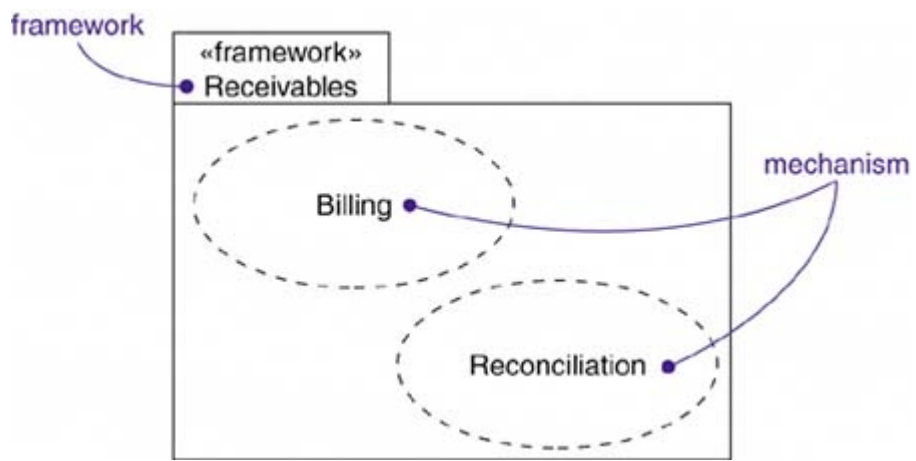 framework
«framework»
Receivables
mechanism
Billing
Reconciliation